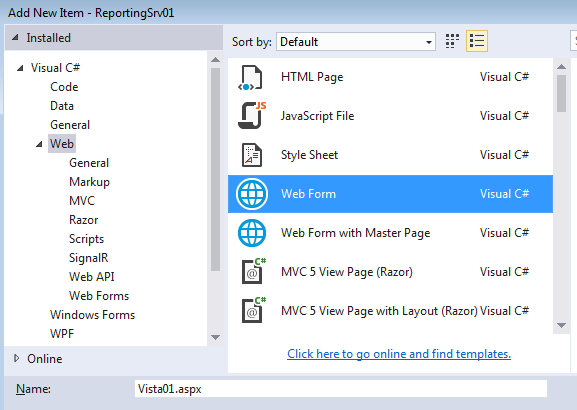 Add New Item - ReportingSrv01
Installed
Visual C#
Code
Data
General
Web
General
Markup
MVC
Razor
Scripts
SignalR
Web API
Web Forms
Windows Forms
WPF
Online
Sort by: Default
HTML Page Visual C#
JS
JavaScript File Visual C#
Style Sheet Visual C#
Web Form Visual C#
Web Form with Master Page Visual C#
C#
@
MVC 5 View Page (Razor) Visual C#
C#
@
MVC 5 View Page with Layout (Razor) Visual C#
Click here to go online and find templates.
Name: Vista01.aspx